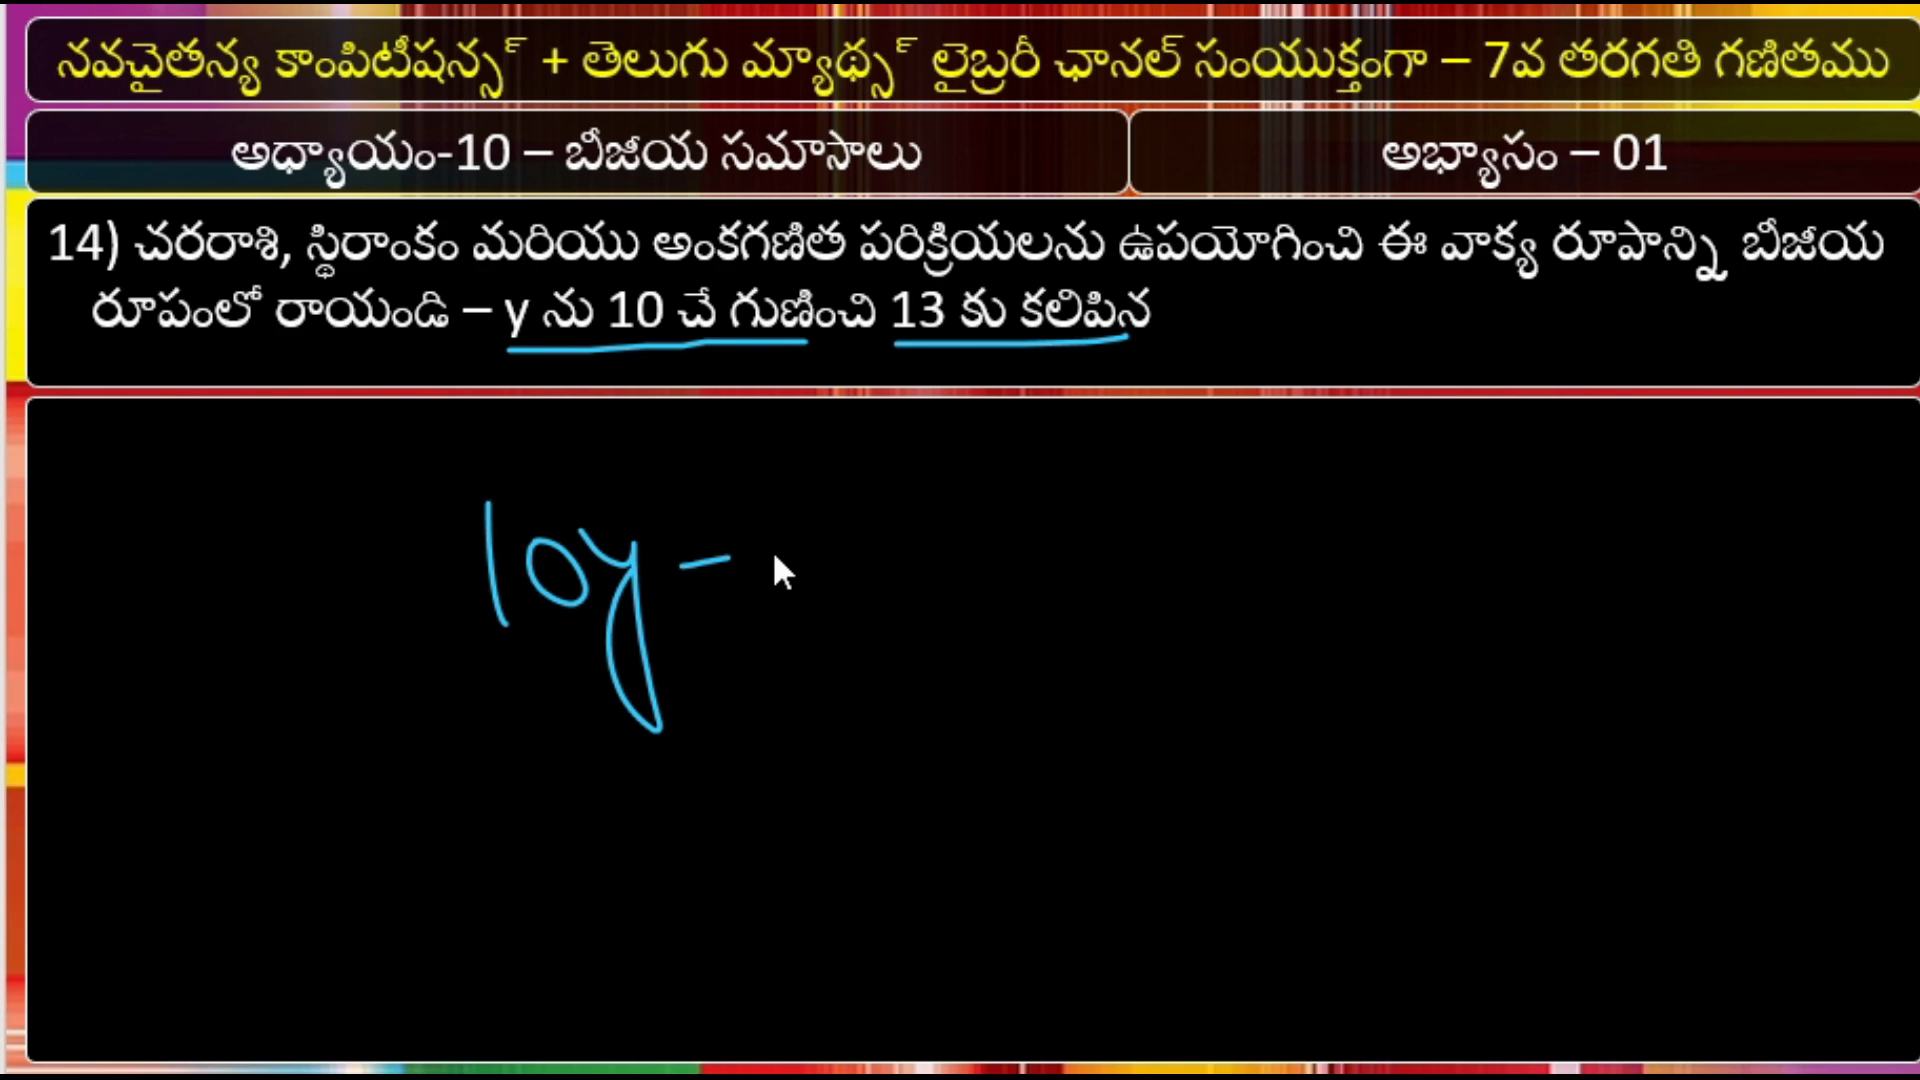 నవచైతన్య కాంపిటీషన్స్ + తెలుగు మ్యాథ్స్ లైబ్రరీ ఛానల్ సంయుక్తంగా – 7వ తరగతి గణితము
అధ్యాయం-10 – బీజీయ సమాసాలు
అభ్యాసం – 01
14) చరరాశి, స్థిరాంకం మరియు అంకగణిత పరిక్రియలను ఉపయోగించి ఈ వాక్య రూపాన్ని బీజీయ
రూపంలో రాయండి – y ను 10 చే గుణించి 13 కు కలిపిన
10y –